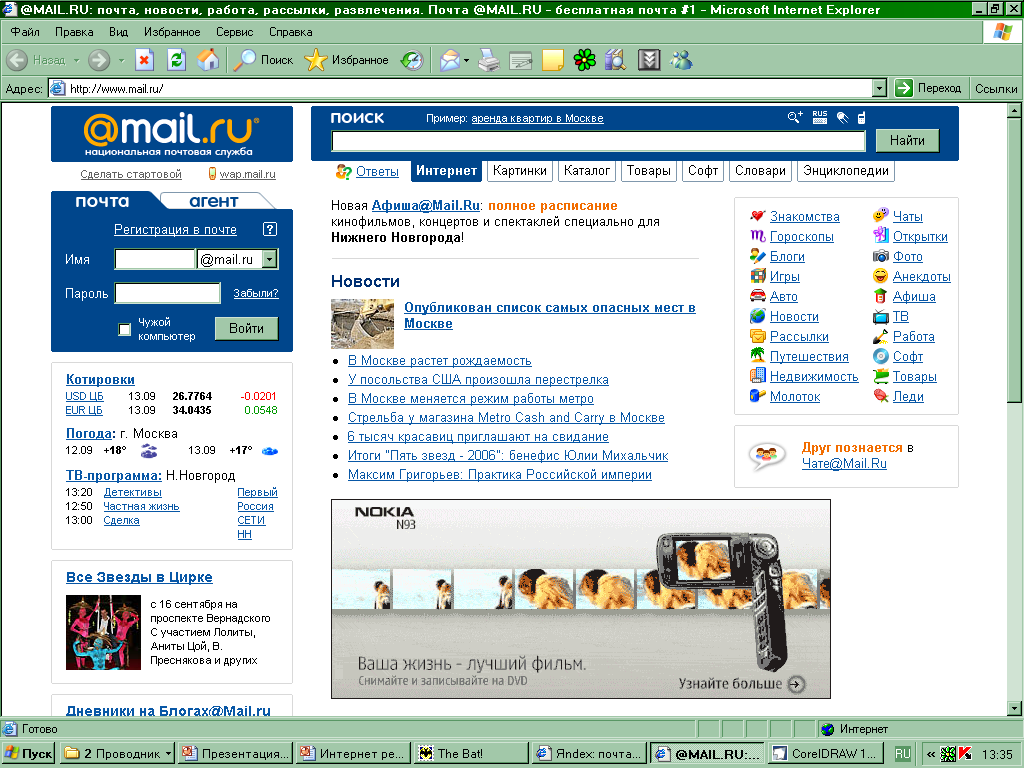 @MAIL.RU: почта, новости, работа, рассылки, развлечения. Почта @MAIL.RU - бесплатная почта #1 - Microsoft Internet Explorer
Файл Правка Вид Избранное Сервис Справка
Назад Поиск Избранное
Адрес: http://www.mail.ru/ Переход Ссылки
@mail.ru®
национальная почтовая служба
Сделать стартовой wap.mail.ru
почта агент
Регистрация в почте ?
Имя @mail.ru
Пароль Забыли?
Чужой
компьютер
Войти
Котировки
USD ЦБ 13.09 26.7764 -0.0201
EUR ЦБ 13.09 34.0435 0.0548
Погода: г. Москва
12.09 +18° 13.09 +17°
ТВ-программа: Н.Новгород
13:20 Детективы Первый
12:50 Частная жизнь Россия
13:00 Сделка СЕТИ
НН
Все Звезды в Цирке
с 16 сентября на
проспекте Вернадского
С участием Лолиты,
Аниты Цой, В.
Преснякова и других
Дневники на Блогах@Mail.ru
поиск Пример: аренда квартир в Москве RUS
Найти
Ответы Интернет Картинки Каталог Товары Софт Словари Энциклопедии
Новая Афиша@Mail.Ru: полное расписание
кинофильмов, концертов и спектаклей специально для
Нижнего Новгорода!
Новости
Опубликован список самых опасных мест в
Москве
В Москве растет рождаемость
У посольства США произошла перестрелка
В Москве меняется режим работы метро
Стрельба у магазина Metro Cash and Carry в Москве
6 тысяч красавиц приглашают на свидание
Итоги "Пять звезд - 2006": бенефис Юлии Михальчик
Максим Григорьев: Практика Российской империи
NOKIA
N93
Ваша жизнь - лучший фильм.
Снимайте и записывайте на DVD
Узнайте больше
Знакомства Чаты
Гороскопы Открытки
Блоги Фото
Игры Анекдоты
Авто Афиша
Новости ТВ
Рассылки Работа
Путешествия Софт
Недвижимость Товары
Молоток Леди
Друг познается в
Чате@Mail.Ru
Готово Интернет
Пуск 2 Проводник Презентация... Интернет ре... The Bat! Яndex: почта... @MAIL.RU:... CorelDRAW 1... RU « 13:35